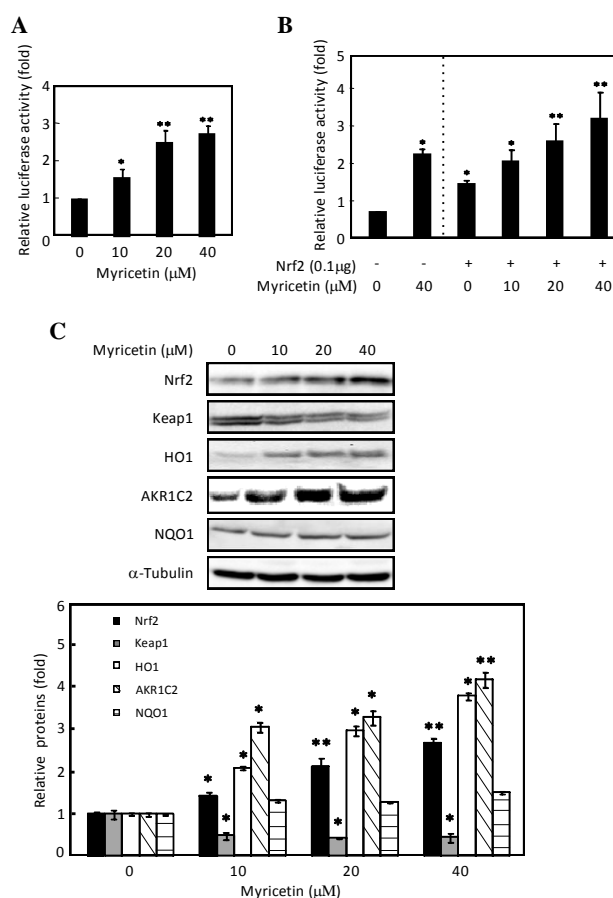 A
Relative luciferase activity (fold)
4
3
2
1
0
*
**
**
0 10 20 40
Myricetin (μM)
B
Relative luciferase activity (fold)
5
4
3
2
1
0
*
*
*
**
**
Nrf2 (0.1μg) - - + + + +
Myricetin (μM) 0 40 0 10 20 40
C
Myricetin (μM) 0 10 20 40
Nrf2
Keap1
HO1
AKR1C2
NQO1
α-Tubulin
Relative proteins (fold)
6
5
4
3
2
1
0
Nrf2
Keap1
HO1
AKR1C2
NQO1
* * * *
** * * *
** * * **
0 10 20 40
Myricetin (μM)